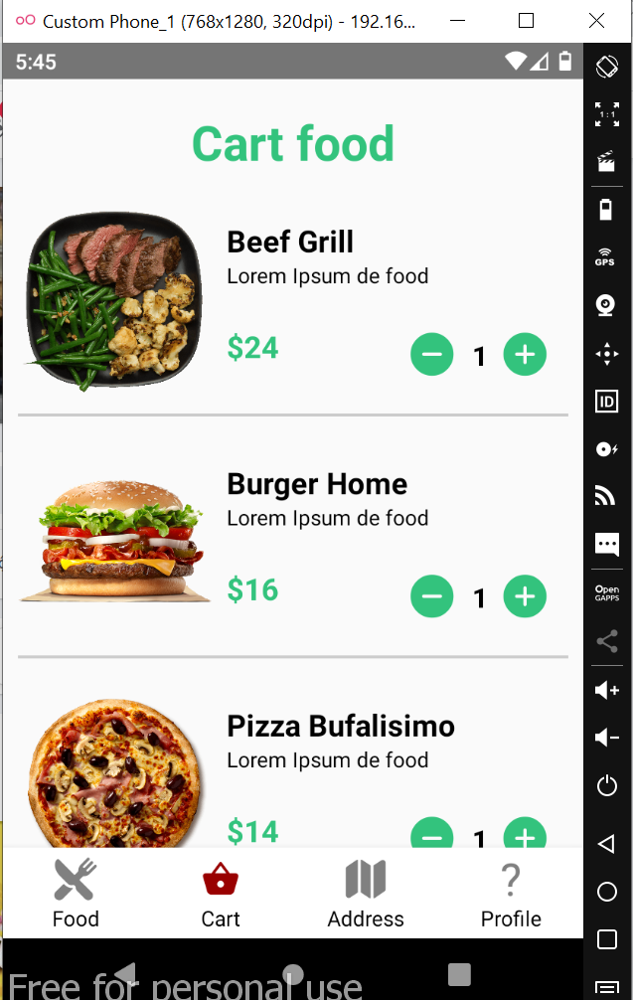 Custom Phone_1 (768x1280, 320dpi) - 192.16...
5:45
1 : 1
Cart food
GPS
Beef Grill
Lorem Ipsum de food
$24
1
ID
Burger Home
Lorem Ipsum de food
$16
1
Open
GAPPS
Pizza Bufalisimo
Lorem Ipsum de food
$14
1
Food
Cart
Address
Profile
Free for personal use